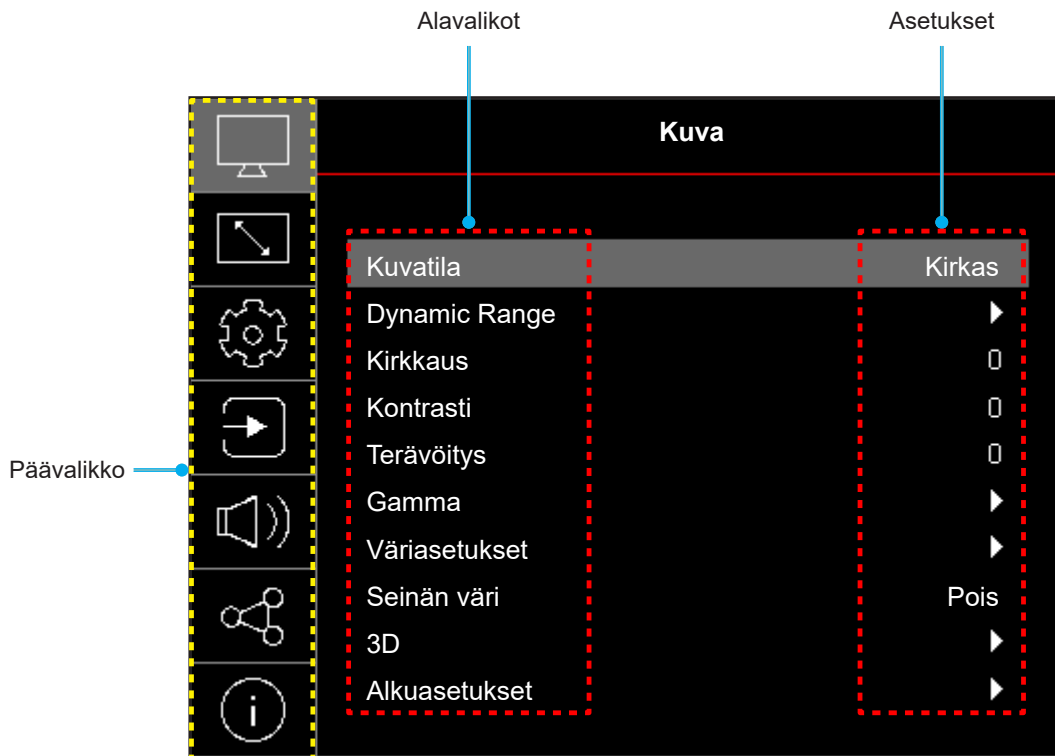 Alavalikot Asetukset
Kuva
Kuvatila Kirkas
Dynamic Range
Kirkkaus 0
Kontrasti 0
Terävöitys 0
Päävalikko
Gamma
Väriasetukset
Seinän väri Pois
3D
Alkuasetukset
i